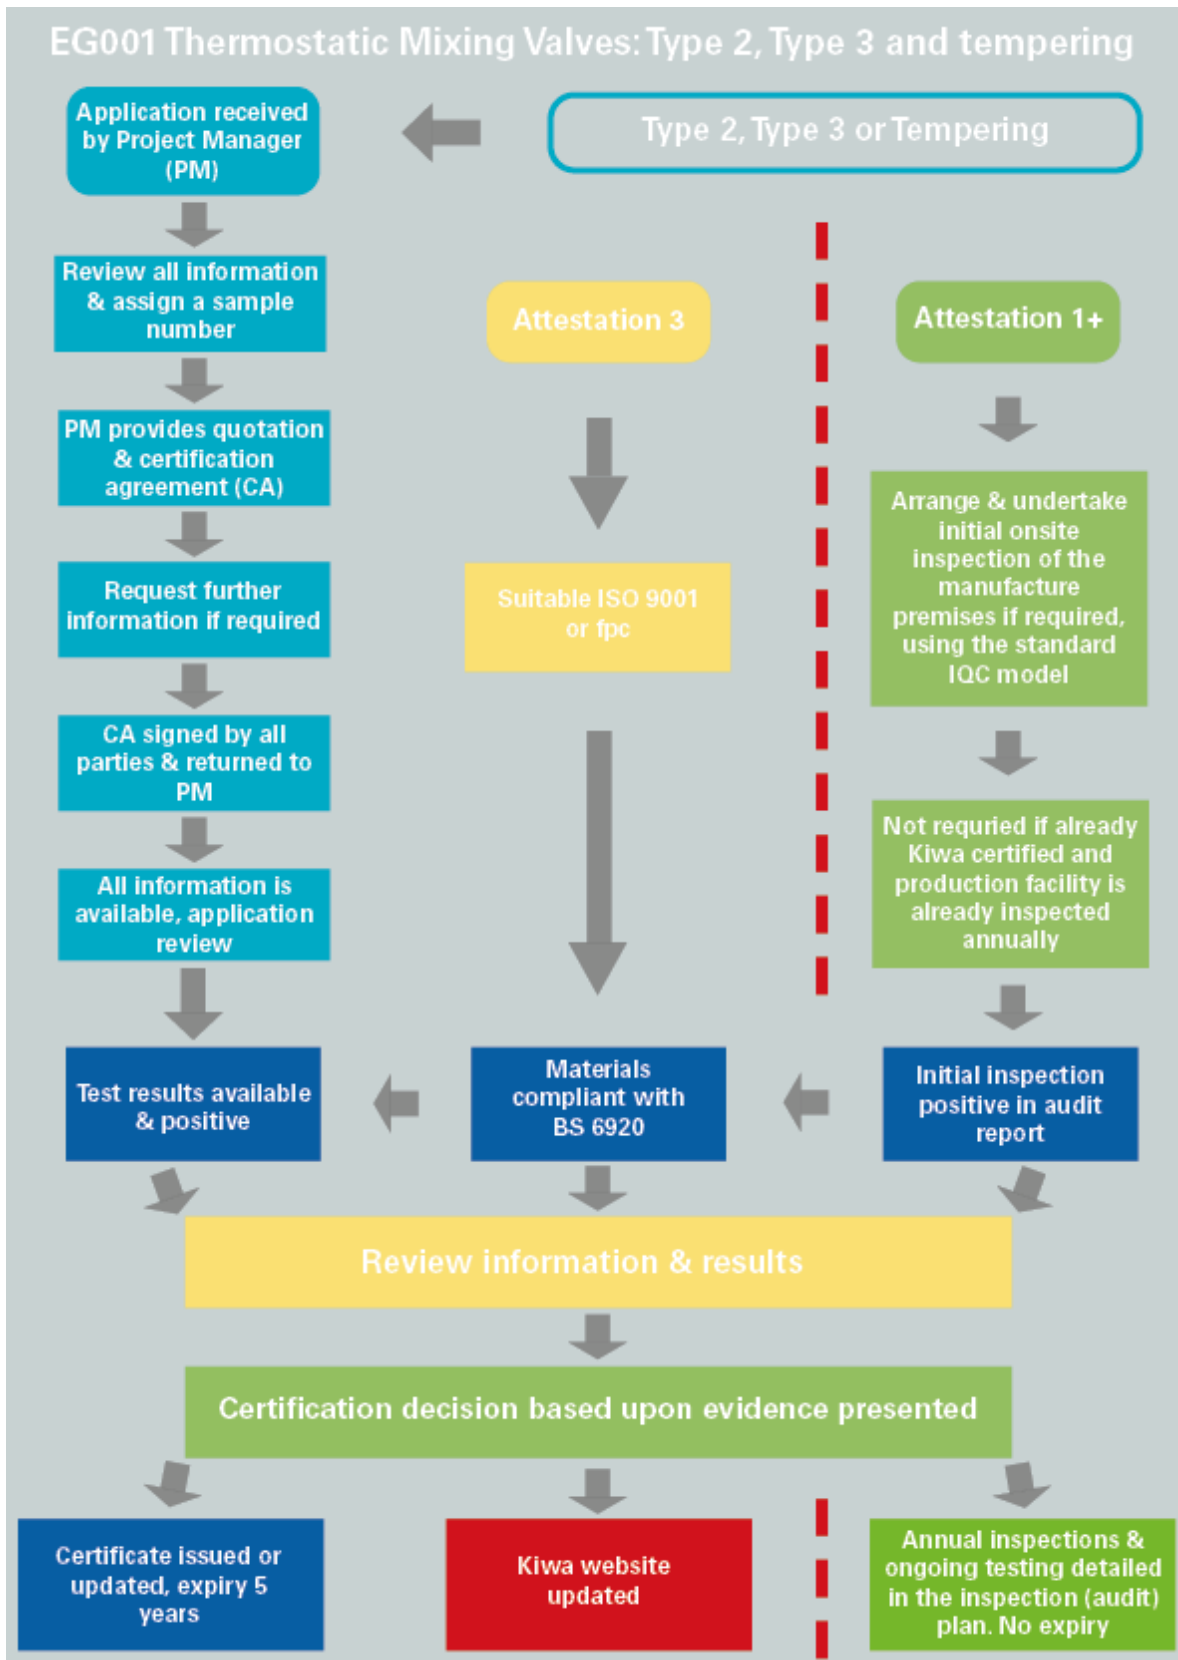 EG001 Thermostatic Mixing Valves: Type 2, Type 3 and tempering
Application received
by Project Manager
(PM)
Type 2, Type 3 or Tempering
Review all information
& assign a sample
number
PM provides quotation
& certification
agreement (CA)
Request further
information if required
CA signed by all
parties & returned to
PM
All information is
available, application
review
Attestation 3
Suitable ISO 9001
or fpc
Attestation 1+
Arrange & undertake
initial onsite
inspection of the
manufacture
premises if required,
using the standard
IQC model
Not requried if already
Kiwa certified and
production facility is
already inspected
annually
Test results available
& positive
Materials
compliant with
BS 6920
Initial inspection
positive in audit
report
Review information & results
Certification decision based upon evidence presented
Certificate issued or
updated, expiry 5
years
Kiwa website
updated
Annual inspections &
ongoing testing detailed
in the inspection (audit)
plan. No expiry